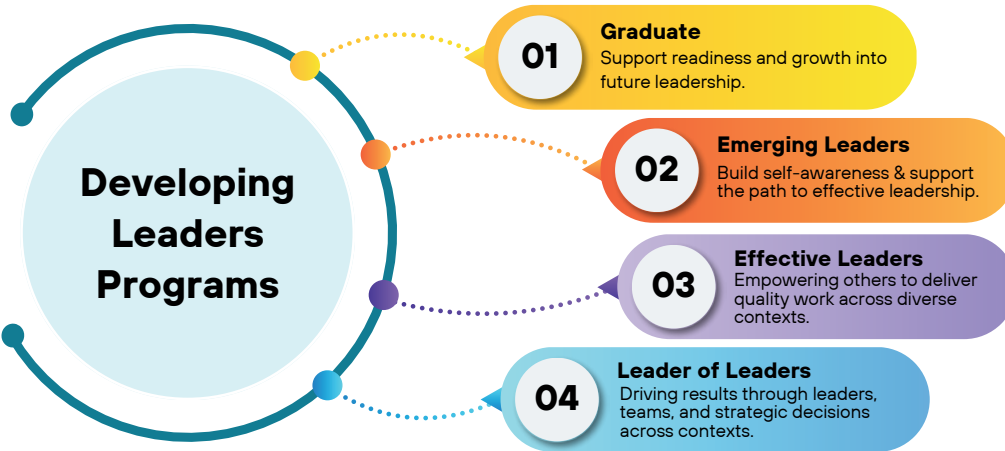 Developing
Leaders
Programs
01
Graduate
Support readiness and growth into
future leadership.
02
Emerging Leaders
Build self-awareness & support
the path to effective leadership.
03
Effective Leaders
Empowering others to deliver
quality work across diverse
contexts.
04
Leader of Leaders
Driving results through leaders,
teams, and strategic decisions
across contexts.